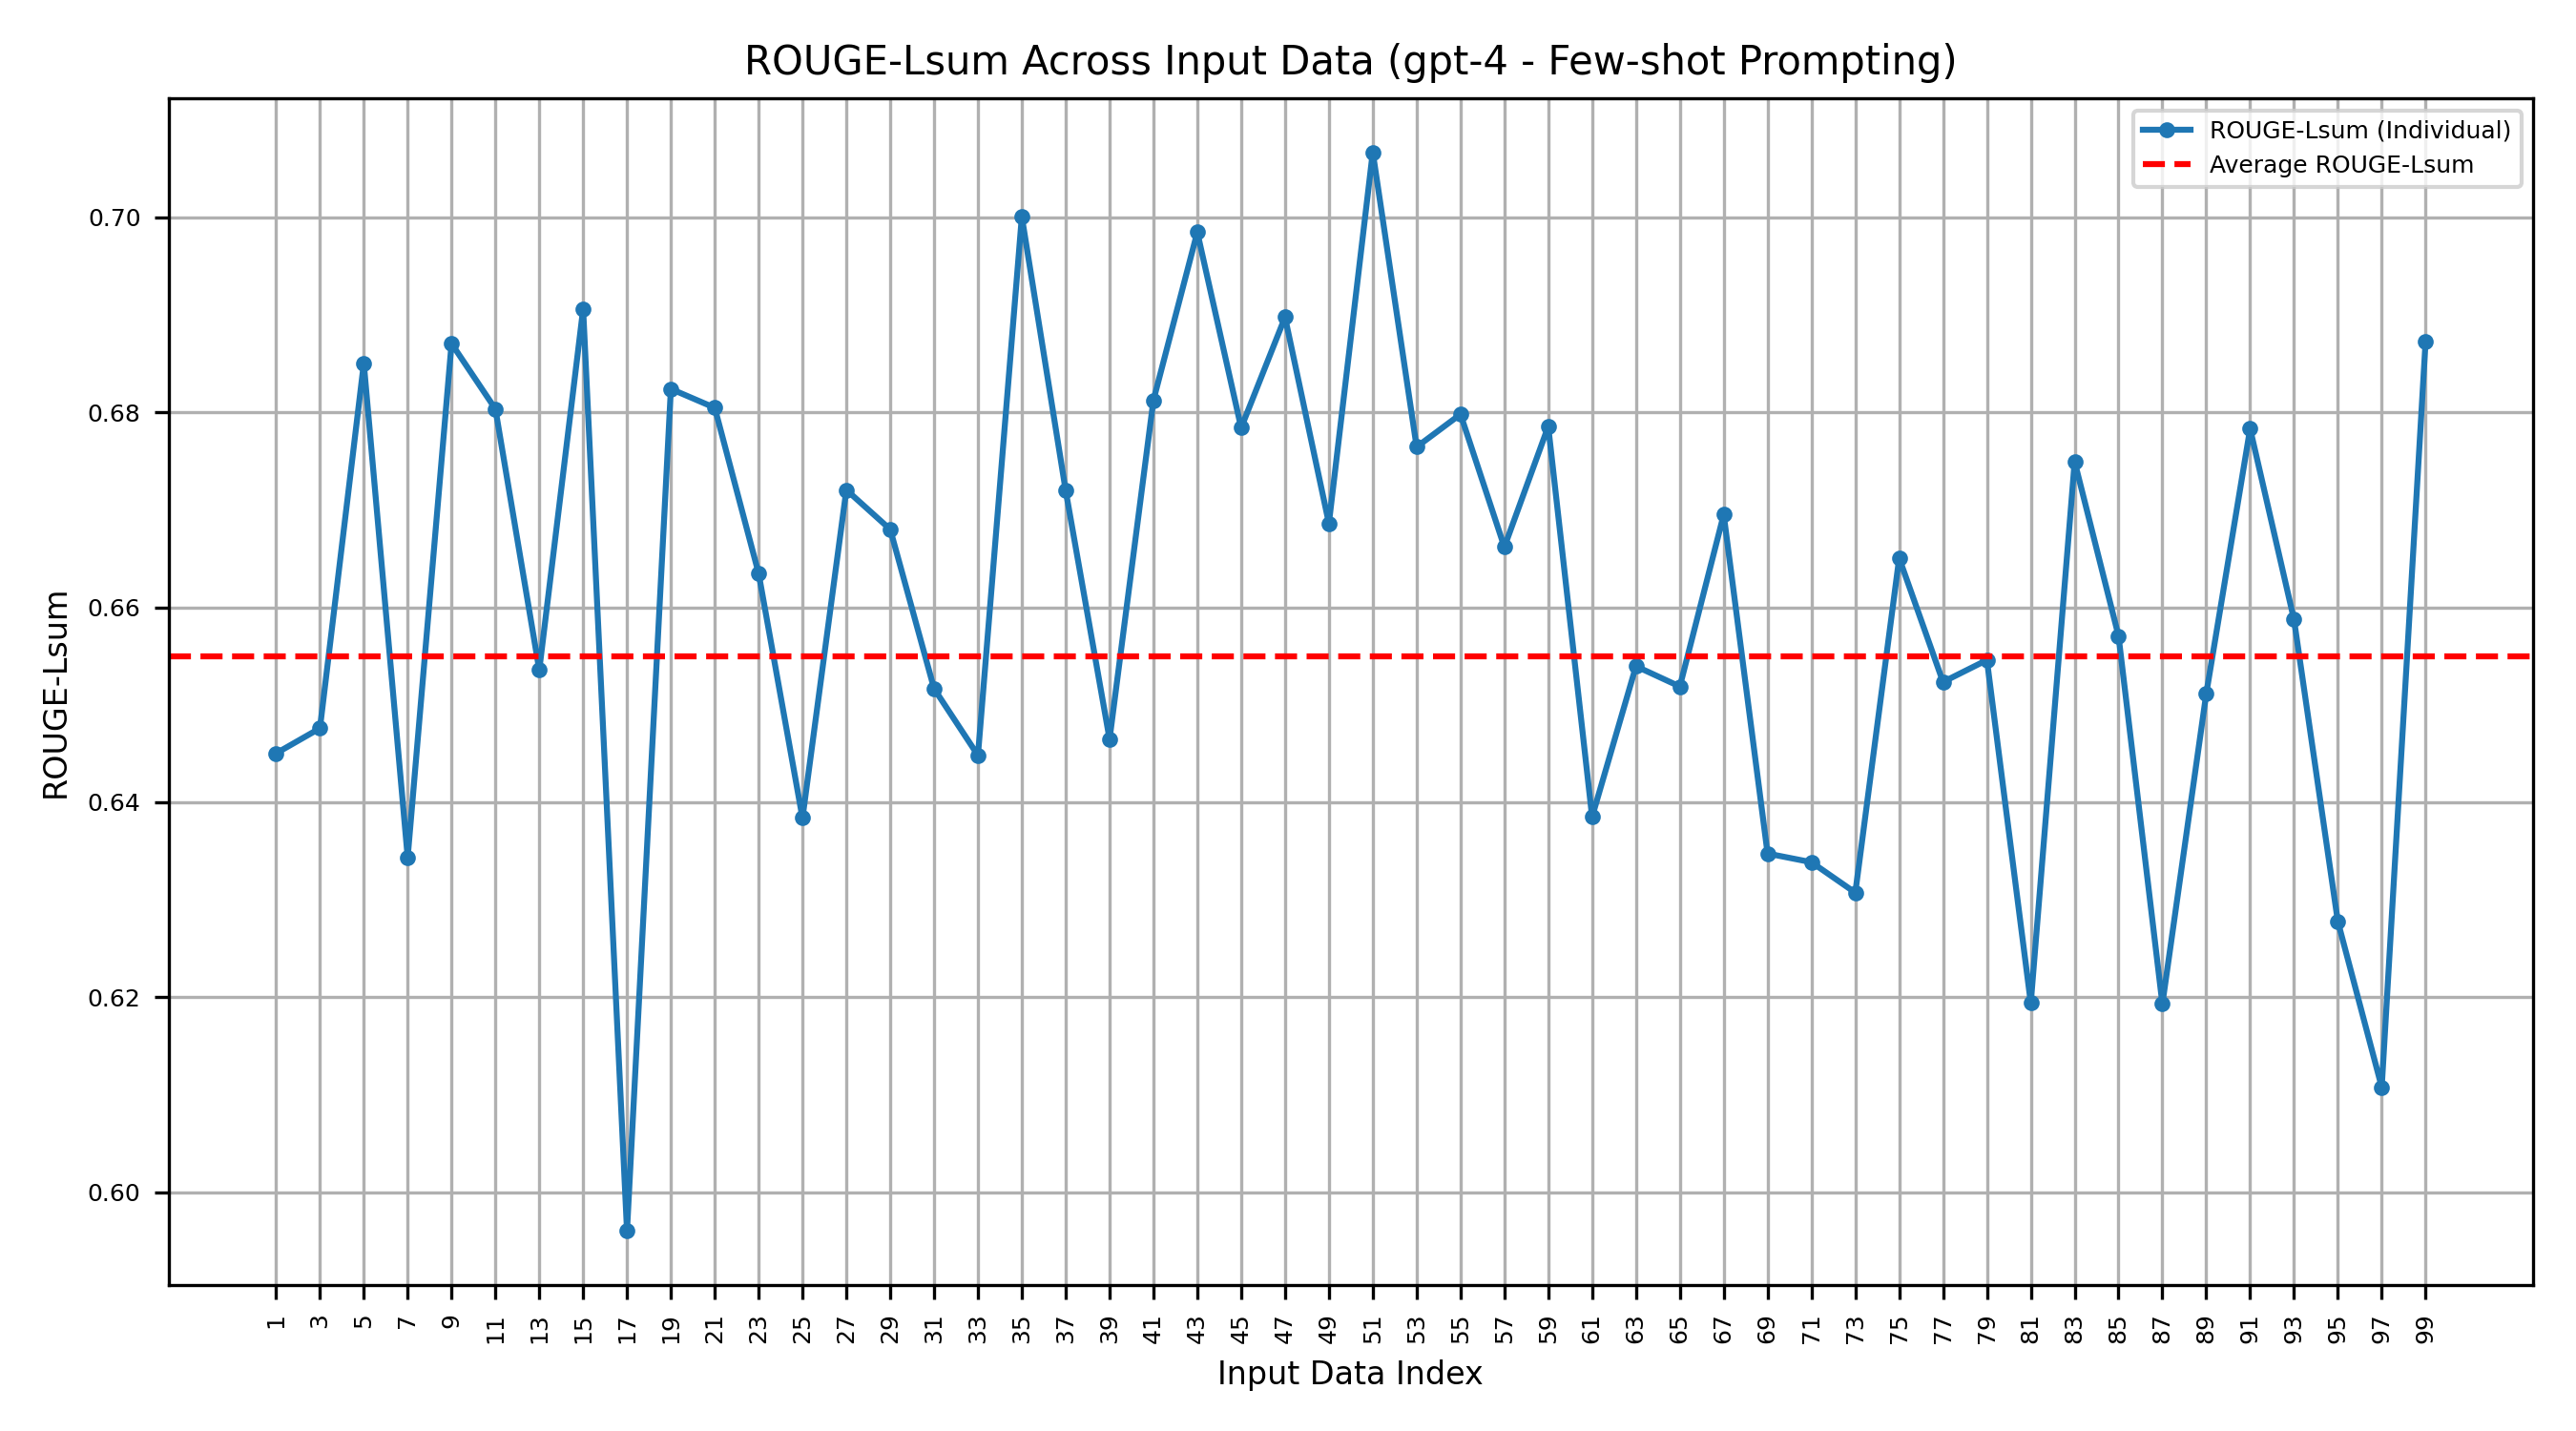 ROUGE-Lsum Across Input Data (gpt-4 - Few-shot Prompting)
ROUGE-Lsum (Individual)
Average ROUGE-Lsum
ROUGE-Lsum
0.70
0.68
0.66
0.64
0.62
0.60
1 3 5 7 9 11 13 15 17 19 21 23 25 27 29 31 33 35 37 39 41 43 45 47 49 51 53 55 57 59 61 63 65 67 69 71 73 75 77 79 81 83 85 87 89 91 93 95 97 99
Input Data Index